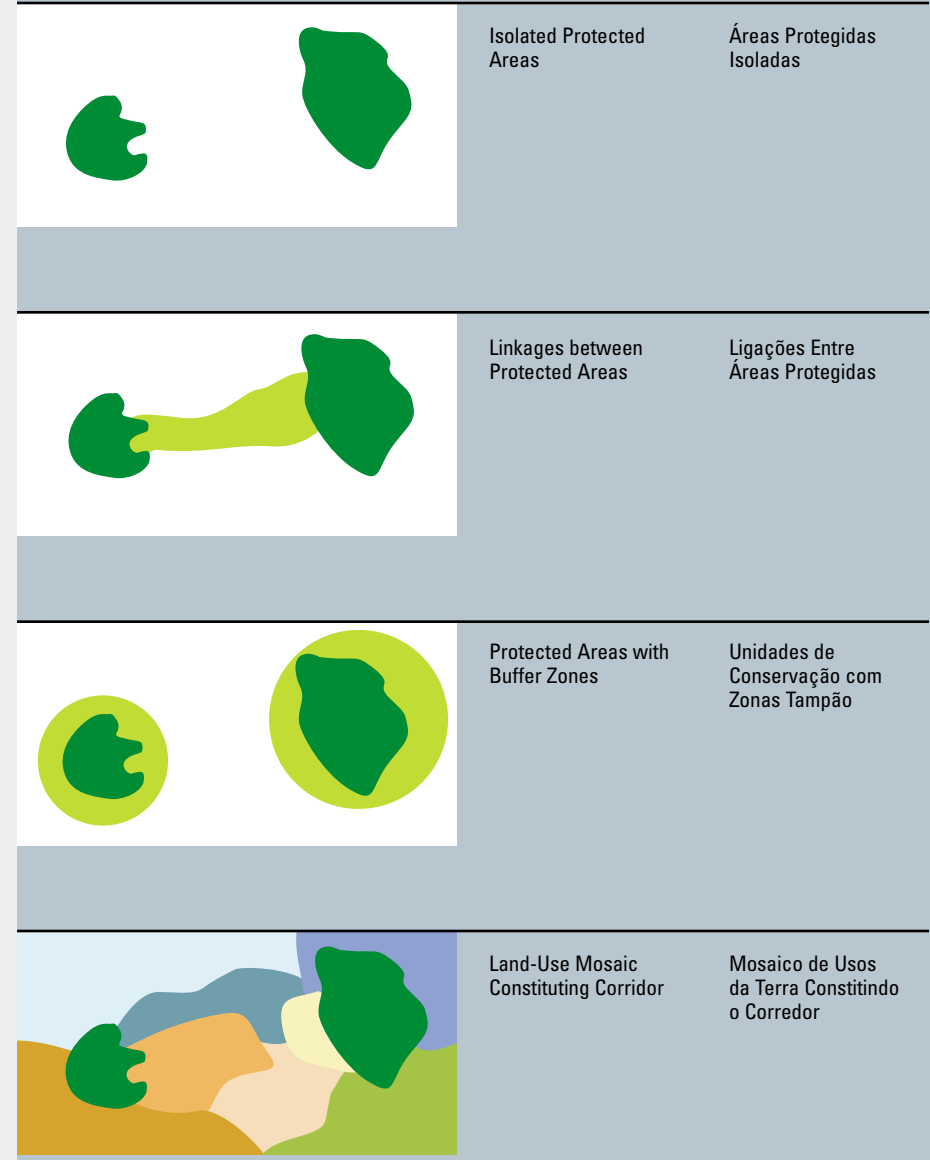 Isolated Protected
Areas
Áreas Protegidas
Isoladas
Linkages between
Protected Areas
Ligações Entre
Áreas Protegidas
Protected Areas with
Buffer Zones
Unidades de
Conservação com
Zonas Tampão
Land-Use Mosaic
Constituting Corridor
Mosaico de Usos
da Terra Constitindo
o Corredor